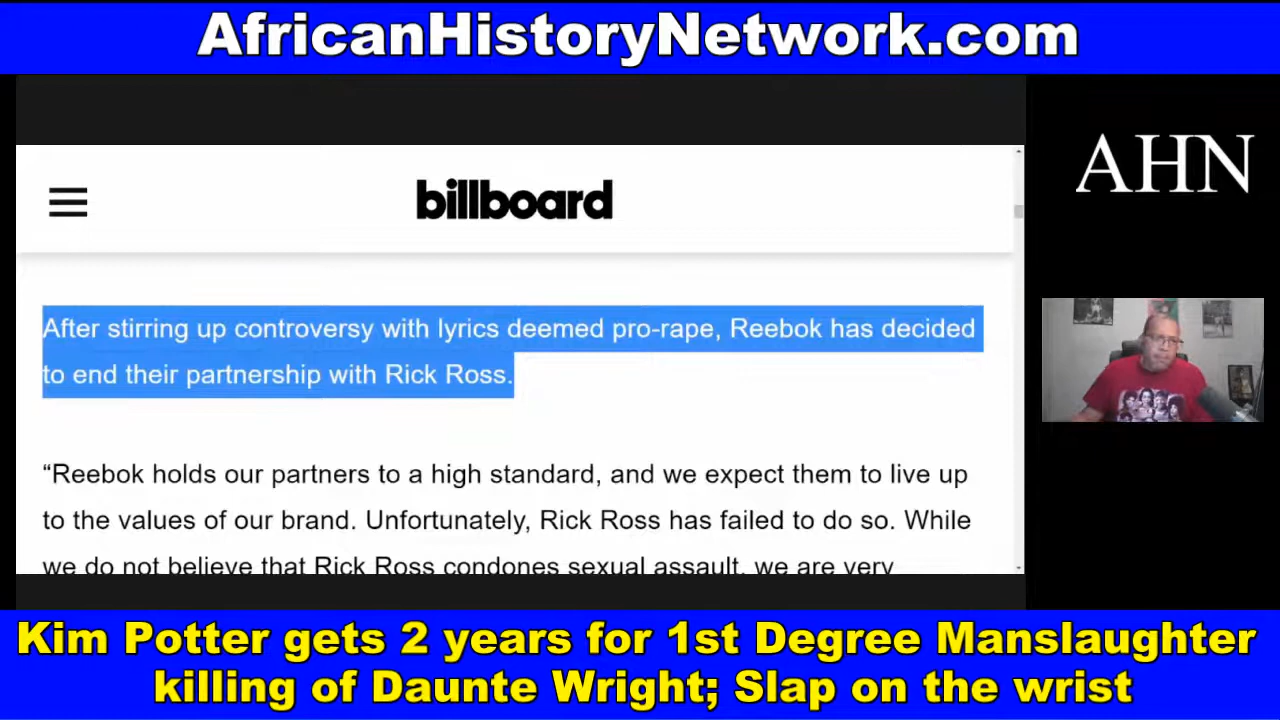 AfricanHistoryNetwork.com
AHN
billboard
After stirring up controversy with lyrics deemed pro-rape, Reebok has decided
to end their partnership with Rick Ross.
“Reebok holds our partners to a high standard, and we expect them to live up
to the values of our brand. Unfortunately, Rick Ross has failed to do so. While
we do not believe that Rick Ross condones sexual assault, we are very
Kim Potter gets 2 years for 1st Degree Manslaughter
killing of Daunte Wright; Slap on the wrist